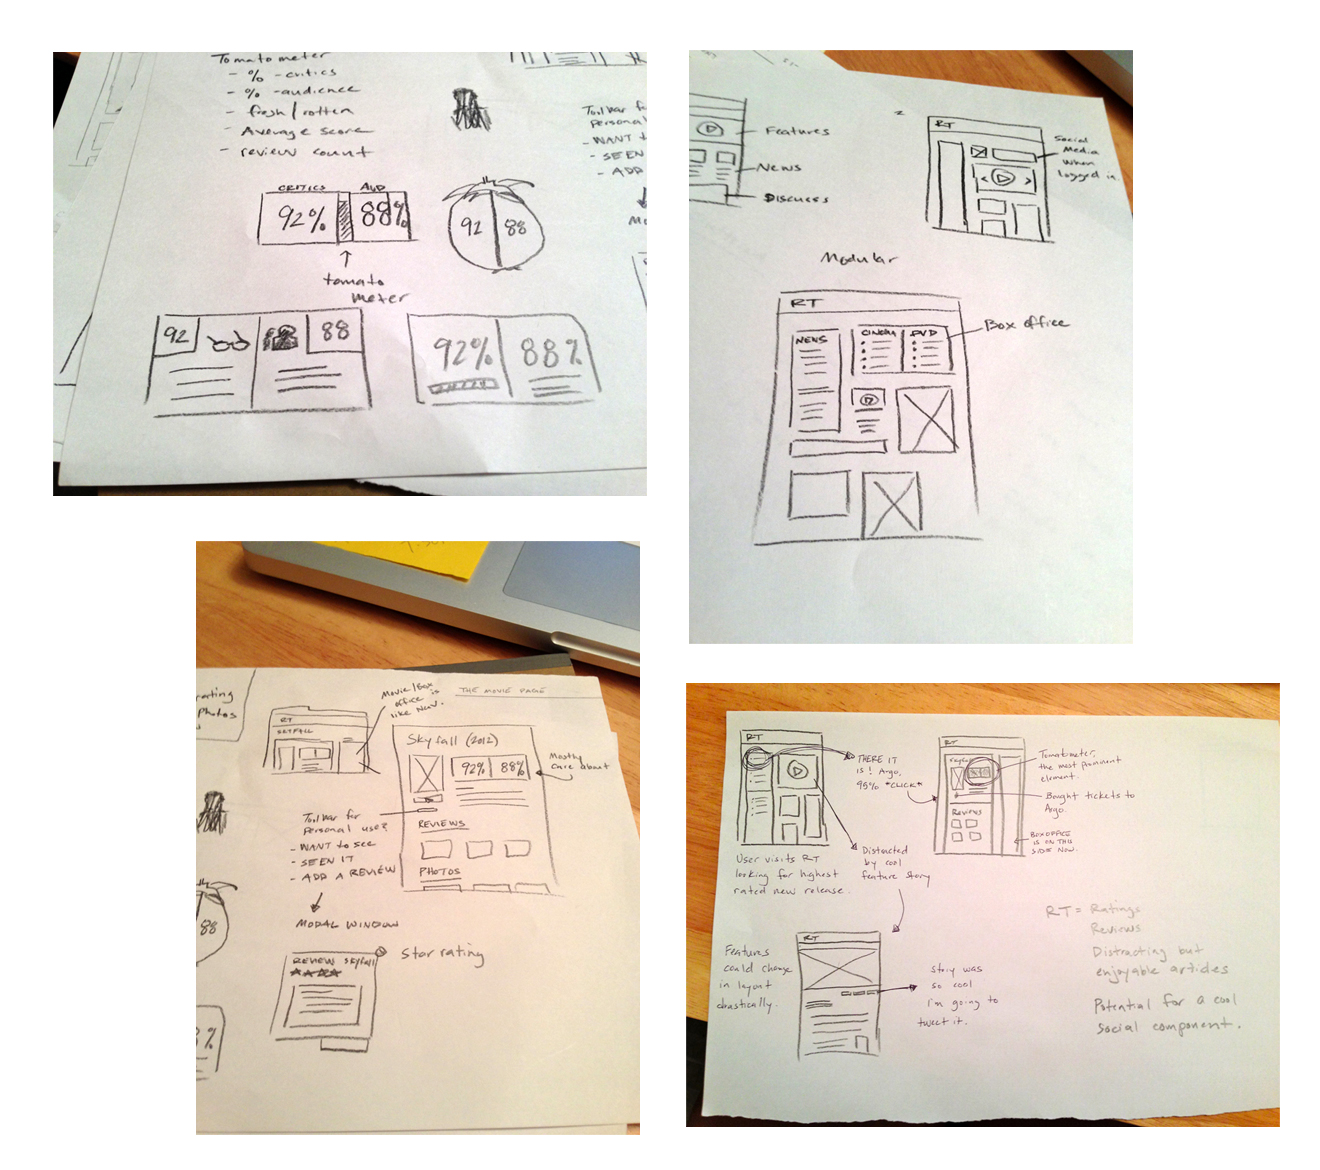 Tomatometer
- % - critics
- % - audience
- fresh/rotten
- Average score
- review count
CRITICS
AUD
92%
88%
tomato
meter
92
88
92
88
92%
88%
Toolbar fo
personal
- WANT t
- SEEN
- ADD
Mo
Features
News
Discuss
2
RT
Social
Media
when
logged in.
Modular
RT
NEWS
CINEMA
DVD
Box office
rating
Photos
Movie/Box
office is
like Nav.
THE MOVIE PAGE
RT
SKYFALL
Skyfall (2012)
92%
88%
Mostly
care about
Toolbar for
personal use?
- WANT to see
- SEEN IT
- ADD A REVIEW
REVIEWS
PHOTOS
88
MODAL WINDOW
REVIEW SKYFALL
Star rating
8%
RT
THERE IT
IS! Argo,
95% *CLICK*
User visits RT
looking for highest
rated new release.
Distracted
by cool
feature story
RT
Reviews
Tomatometer,
the most prominent
element.
Bought tickets to
Argo.
BOX OFFICE
IS ON THIS
SIDE NOW.
Features
could change
in layout
drastically.
RT
story was
so cool
i'm going to
tweet it.
RT = Ratings
Reviews
Distracting but
enjoyable articles
Potential for a cool
social component.